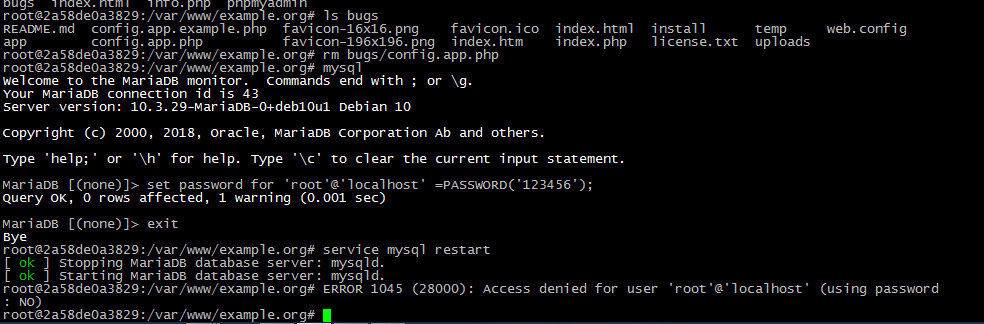 bugs  index.html  info.php  phpmyadmin
root@2a58de0a3829:/var/www/example.org# ls bugs
README.md  config.app.example.php  favicon-16x16.png    favicon.ico  index.html  install      temp     web.config
app        config.app.php          favicon-196x196.png  index.htm    index.php   license.txt  uploads
root@2a58de0a3829:/var/www/example.org# rm bugs/config.app.php
root@2a58de0a3829:/var/www/example.org# mysql
Welcome to the MariaDB monitor.  Commands end with ; or \g.
Your MariaDB connection id is 43
Server version: 10.3.29-MariaDB-0+deb10u1 Debian 10
Copyright (c) 2000, 2018, Oracle, MariaDB Corporation Ab and others.
Type 'help;' or '\h' for help. Type '\c' to clear the current input statement.
MariaDB [(none)]> set password for 'root'@'localhost' =PASSWORD('123456');
Query OK, 0 rows affected, 1 warning (0.001 sec)
MariaDB [(none)]> exit
Bye
root@2a58de0a3829:/var/www/example.org# service mysql restart
[ ok ] Stopping MariaDB database server: mysqld.
[ ok ] Starting MariaDB database server: mysqld.
root@2a58de0a3829:/var/www/example.org# ERROR 1045 (28000): Access denied for user 'root'@'localhost' (using password
: NO)
root@2a58de0a3829:/var/www/example.org#